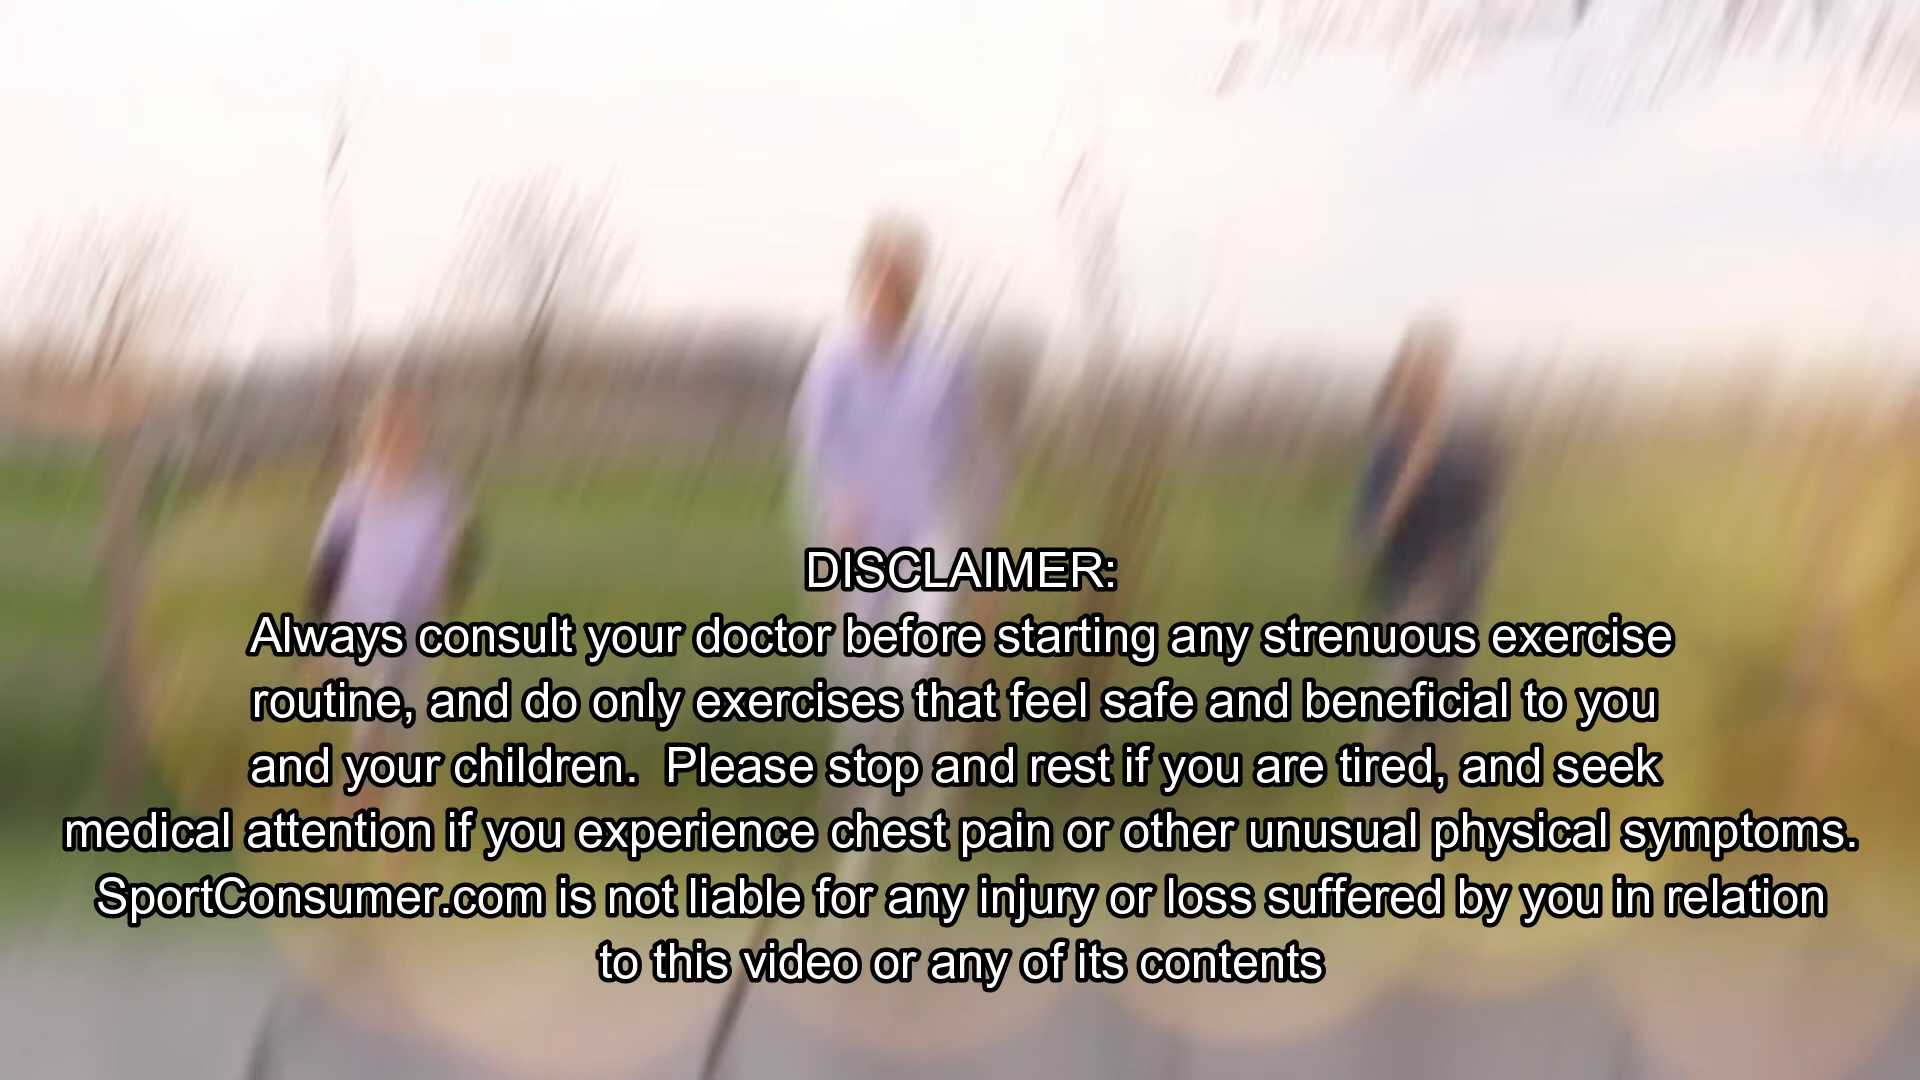 DISCLAIMER:
Always consult your doctor before starting any strenuous exercise
routine, and do only exercises that feel safe and beneficial to you
and your children.  Please stop and rest if you are tired, and seek
medical attention if you experience chest pain or other unusual physical symptoms.
SportConsumer.com is not liable for any injury or loss suffered by you in relation
to this video or any of its contents